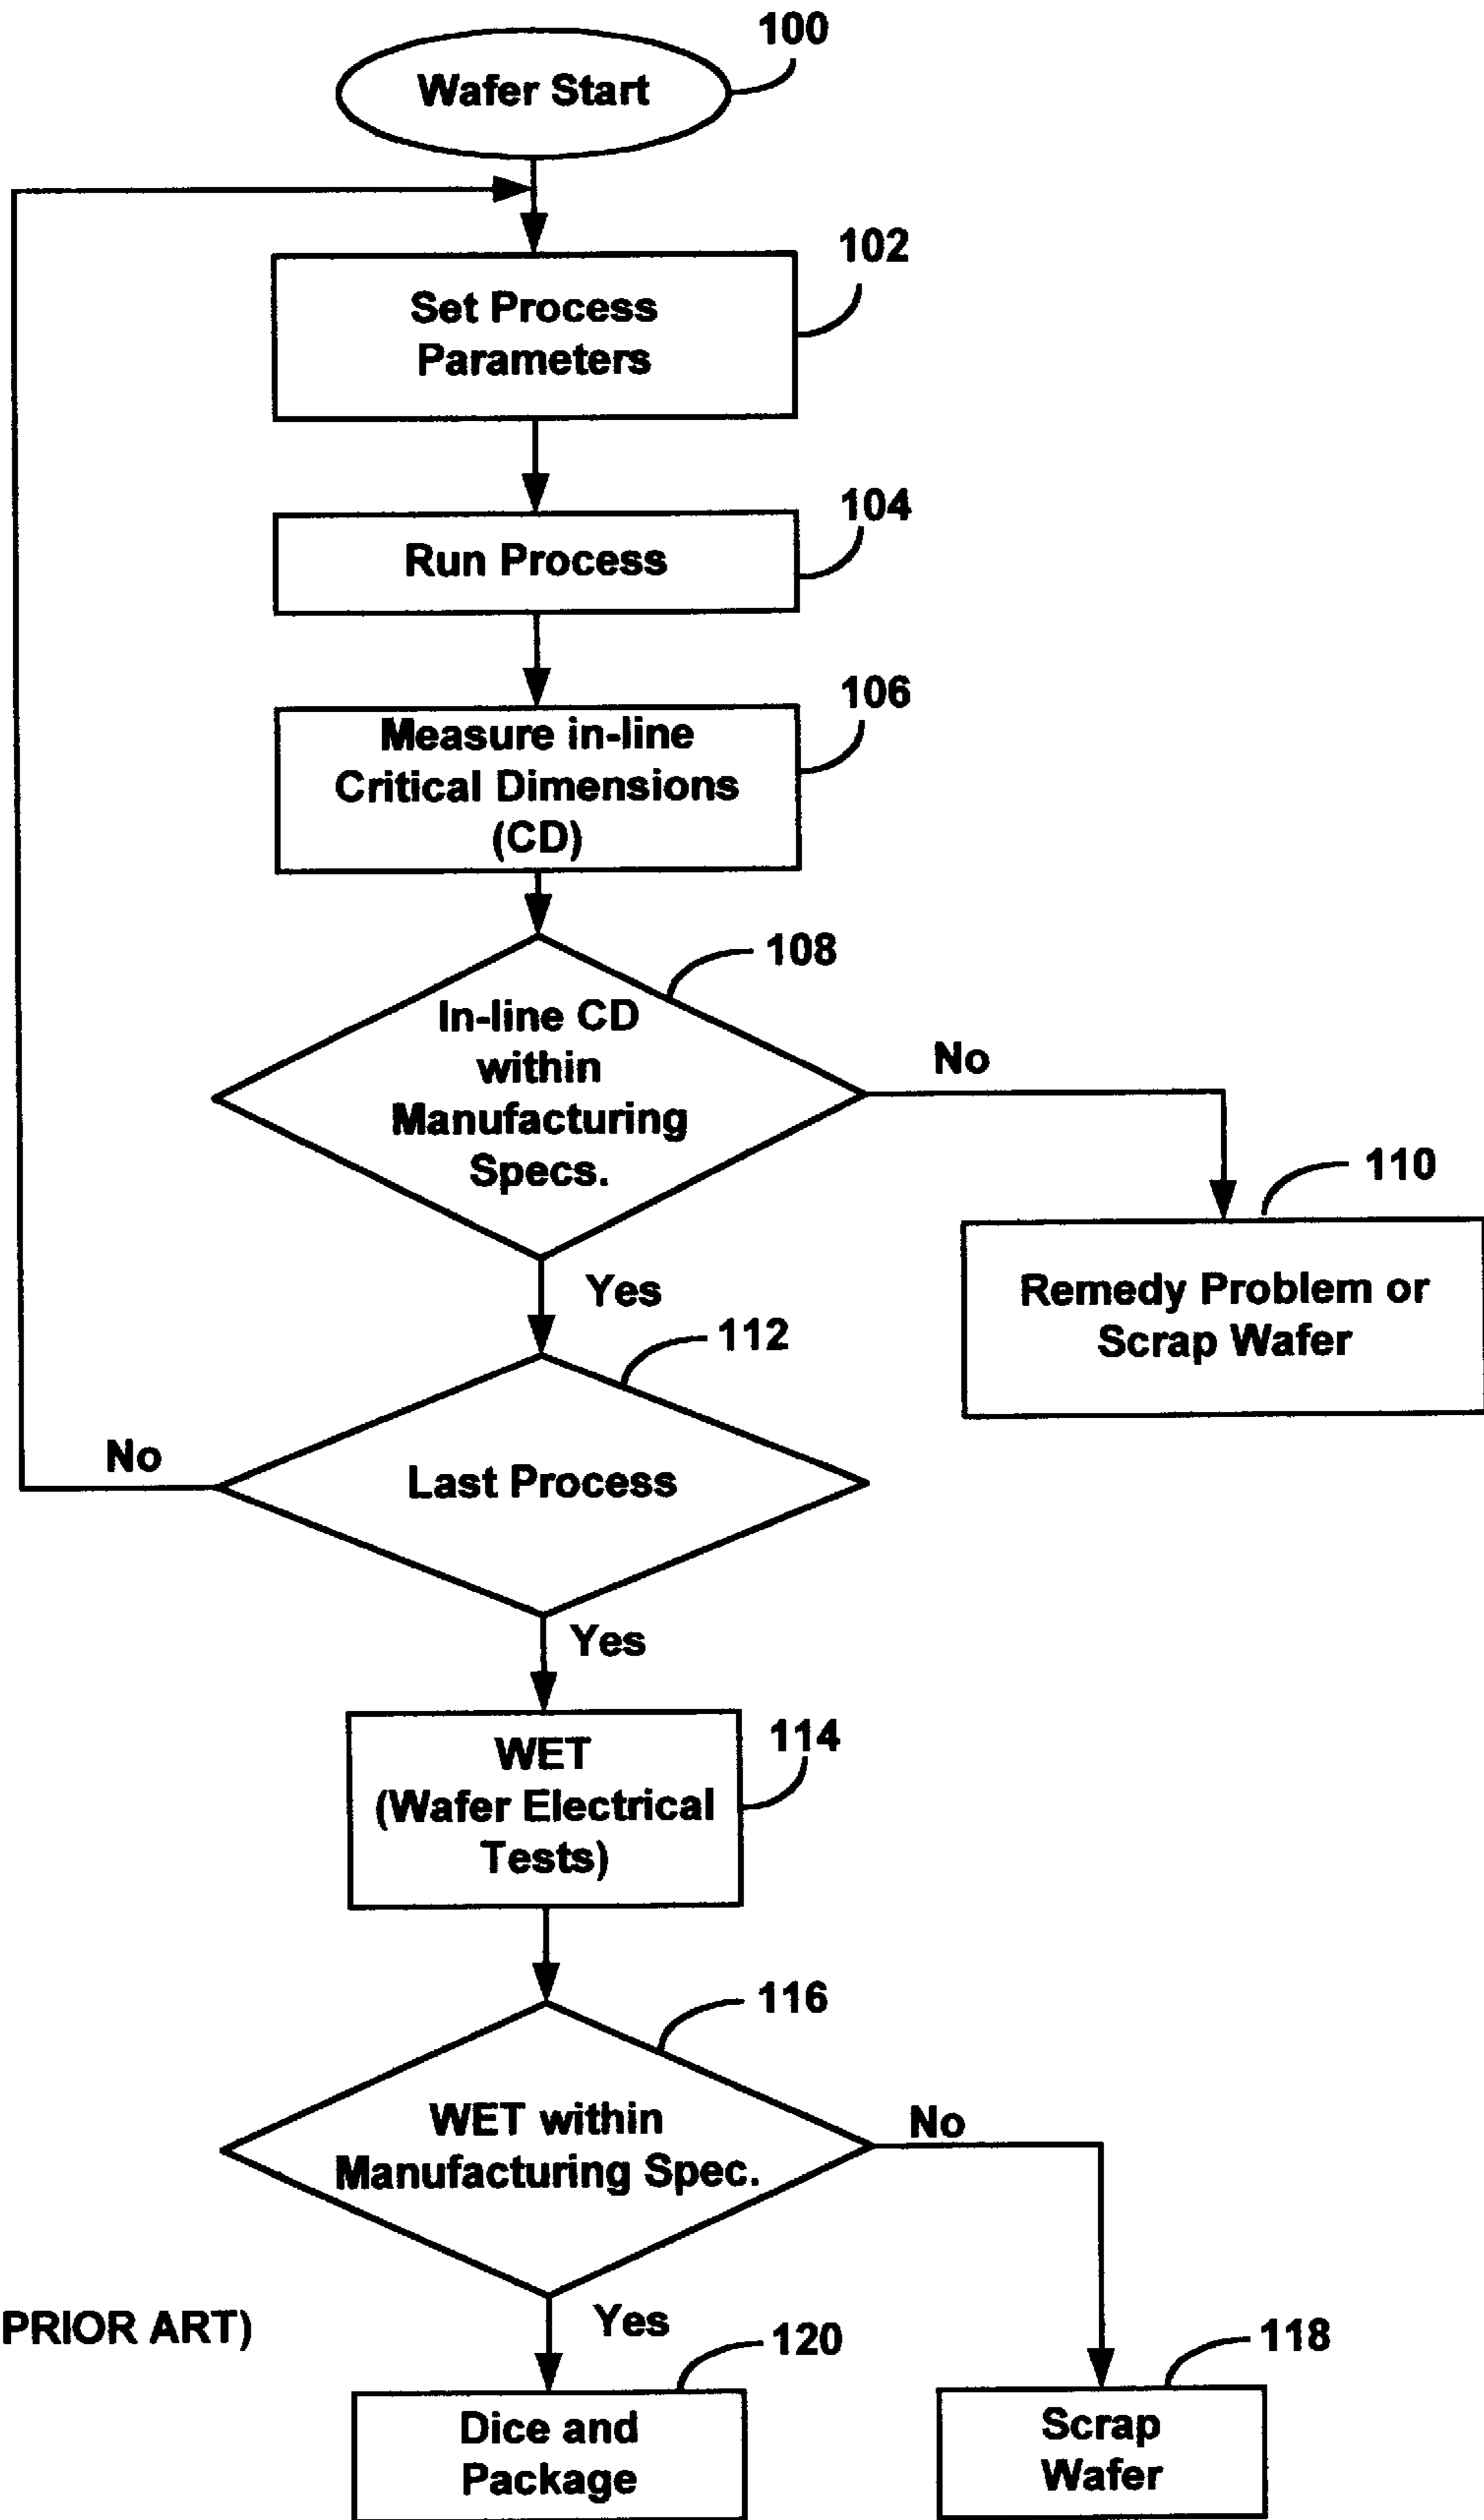 100
Wafer Start
102
Set Process
Parameters
104
Run Process
106
Measure in-line
Critical Dimensions
(CD)
108
In-line CD
within
Manufacturing
Specs.
No
110
Remedy Problem or
Scrap Wafer
Yes
112
No
Last Process
Yes
114
WET
(Wafer Electrical
Tests)
116
WET within
Manufacturing Spec.
No
PRIOR ART)
Yes
120
118
Dice and
Package
Scrap
Wafer